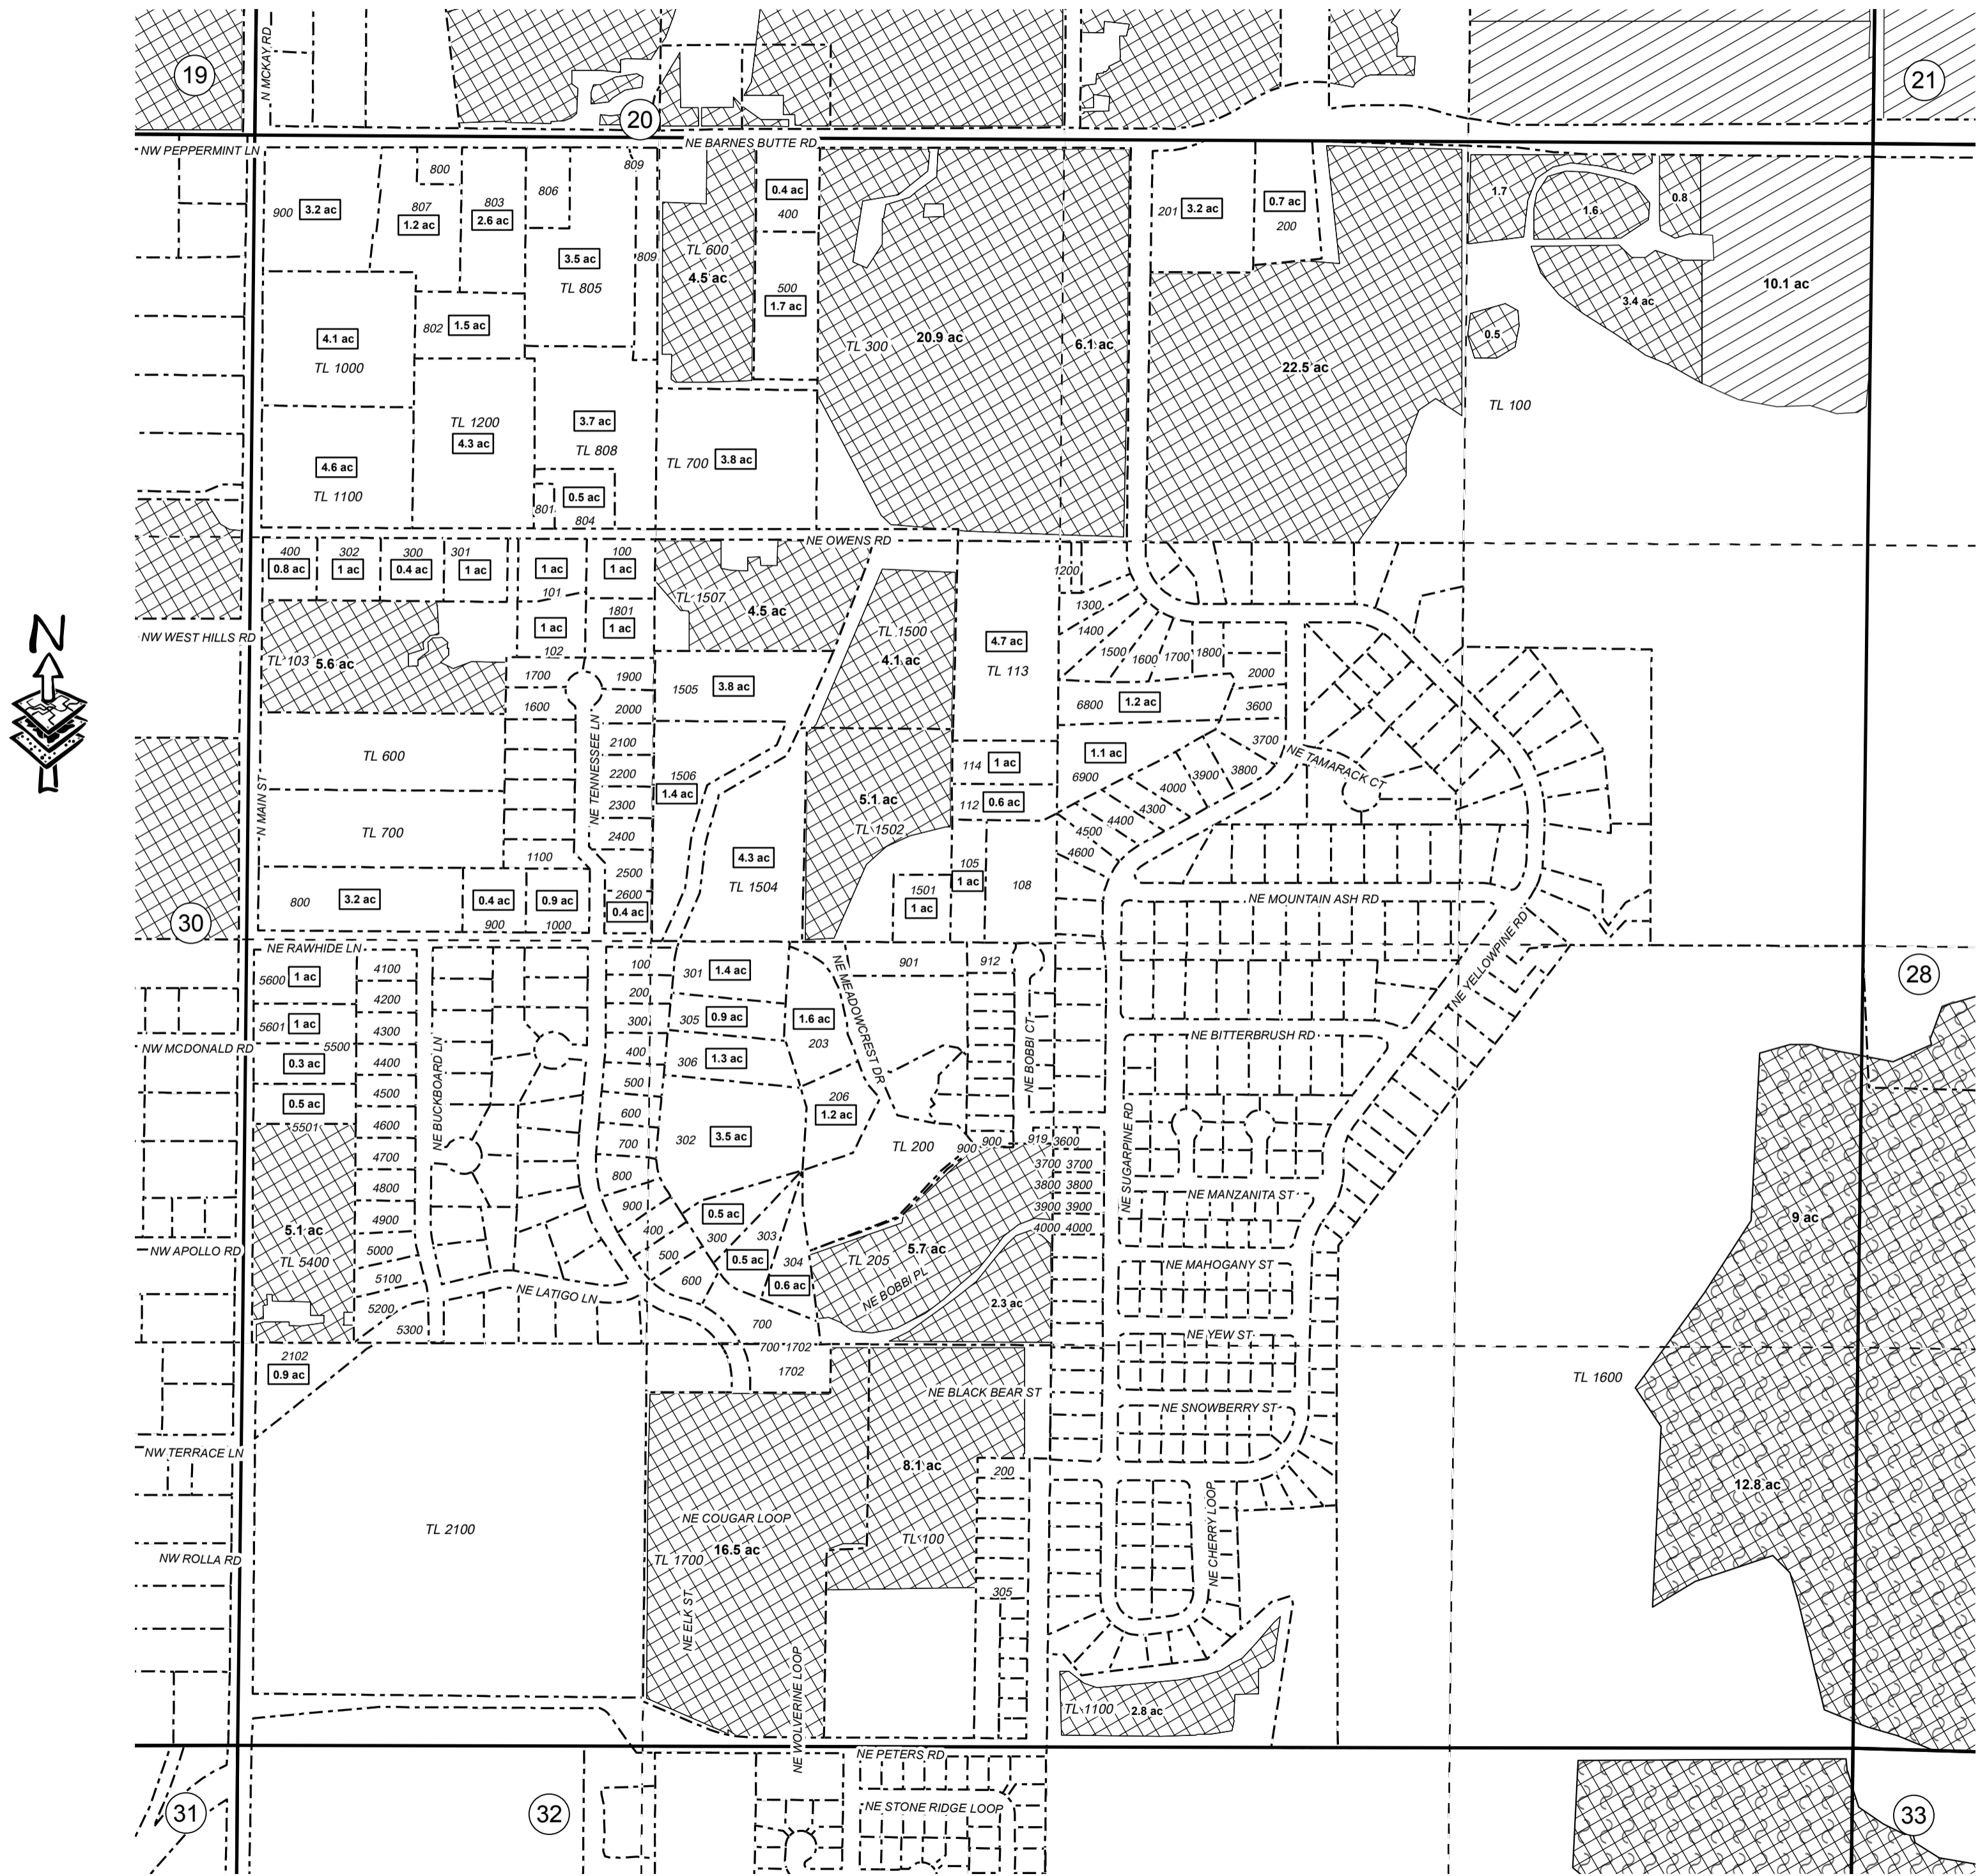 19
N MCKAY RD
20
21
NW PEPPERMINT LN
NE BARNES BUTTE RD
800
809
806
900
3.2 ac
807
1.2 ac
803
2.6 ac
0.4 ac
400
201
3.2 ac
0.7 ac
200
1.7
1.6
0.8
3.5 ac
TL 805
809
TL 600
4.5 ac
500
1.7 ac
10.1 ac
3.4 ac
4.1 ac
TL 1000
802
1.5 ac
TL 300
20.9 ac
6.1 ac
22.5 ac
0.5
TL 100
TL 1200
4.3 ac
3.7 ac
TL 808
4.6 ac
TL 1100
TL 700
3.8 ac
801
0.5 ac
804
NE OWENS RD
400
0.8 ac
302
1 ac
300
0.4 ac
301
1 ac
1 ac
101
100
1 ac
1200
TL 1507
4.5 ac
1801
1 ac
1 ac
102
1300
1400
1500
1600
1700
1800
NW WEST HILLS RD
TL 103
5.6 ac
TL 1500
4.1 ac
4.7 ac
TL 113
2000
1700
1900
1600
2000
1505
3.8 ac
6800
1.2 ac
3600
N MAIN ST
TL 600
NE TENNESSEE LN
2100
2200
2300
2400
1506
1.4 ac
114
1 ac
1.1 ac
6900
3700
3800
3900
4000
NE TAMARACK CT
TL 700
5.1 ac
TL 1502
112
0.6 ac
4300
4400
4500
4600
1100
4.3 ac
TL 1504
105
1 ac
108
2500
2600
0.4 ac
1501
1 ac
800
3.2 ac
0.4 ac
900
0.9 ac
1000
NE MOUNTAIN ASH RD
30
NE YELLOWPINE RD
NE RAWHIDE LN
5600
1 ac
4100
4200
100
200
301
1.4 ac
NE MEADOWCREST DR
901
912
28
5601
1 ac
4300
300
305
0.9 ac
1.6 ac
203
NW MCDONALD RD
5500
0.3 ac
4400
NE BUCKBOARD LN
400
306
1.3 ac
NE BOBBI CT
NE BITTERBRUSH RD
0.5 ac
5501
4500
4600
500
600
206
1.2 ac
4700
700
302
3.5 ac
TL 200
900
900
919
3600
NE SUGARPINE RD
4800
800
3700
3700
3800
3800
4900
900
0.5 ac
300
3900
3900
NE MANZANITA ST
9 ac
5.1 ac
TL 5400
400
303
4000
4000
NW APOLLO RD
5000
500
0.5 ac
304
TL 205
5.7 ac
5100
600
0.6 ac
NE BOBBI PL
NE MAHOGANY ST
5200
NE LATIGO LN
2.3 ac
5300
700
NE YEW ST
2102
0.9 ac
700
1702
1702
TL 1600
NE BLACK BEAR ST
NE SNOWBERRY ST
NW TERRACE LN
8.1 ac
200
12.8 ac
TL 2100
NE COUGAR LOOP
16.5 ac
TL 1700
TL 100
NE CHERRY LOOP
NW ROLLA RD
NE ELK ST
305
NE WOLVERINE LOOP
TL 1100
2.8 ac
NE PETERS RD
31
32
NE STONE RIDGE LOOP
33
N